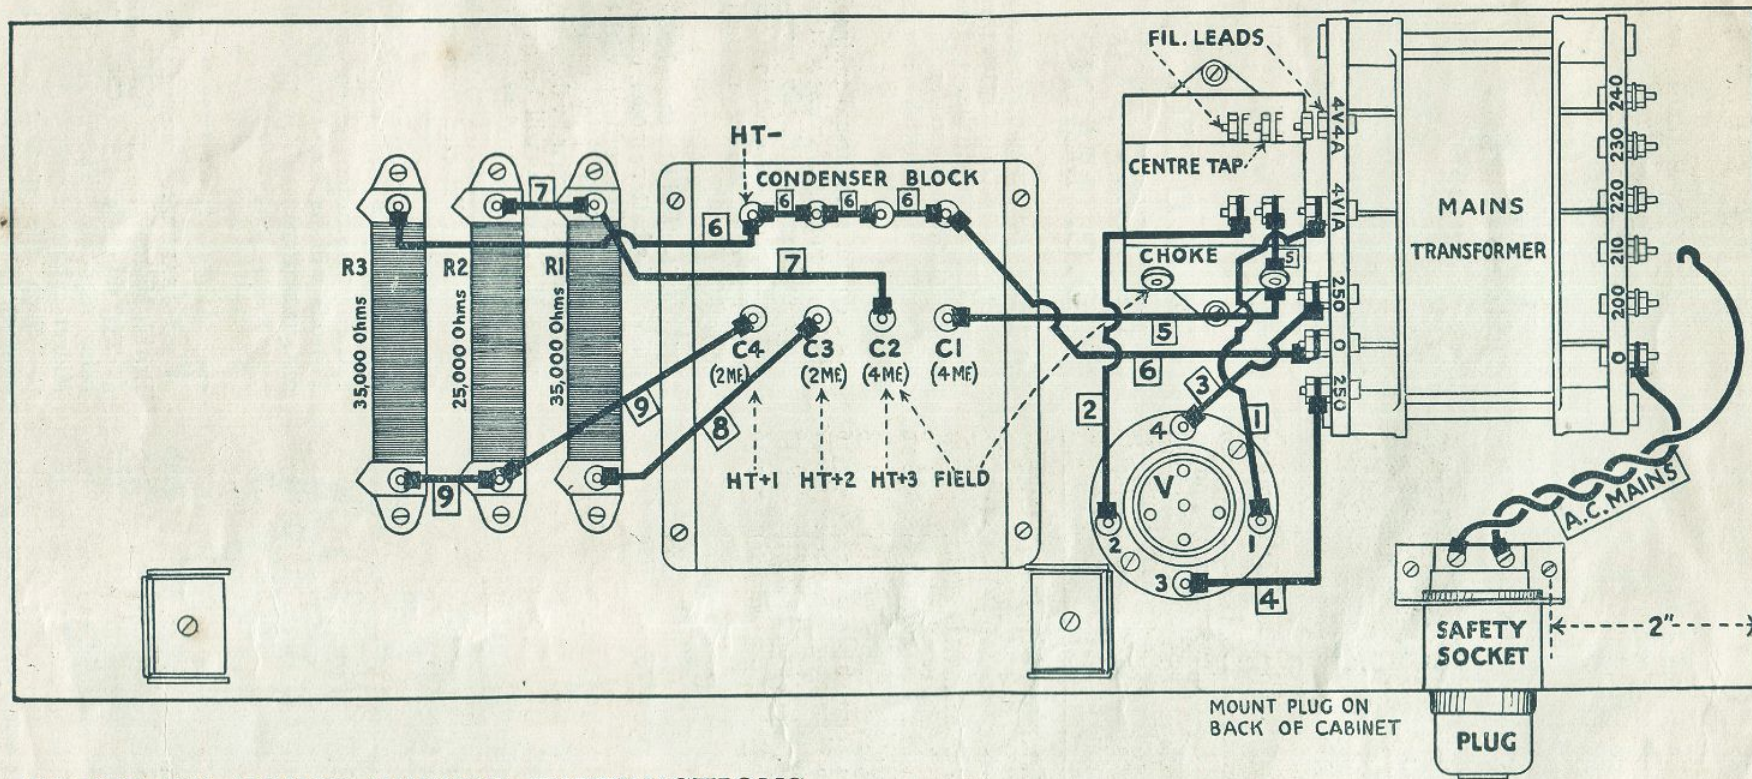 FIL. LEADS
HT-
CENTRE TAP
4V4A
240
230
CONDENSER BLOCK
7
6
6
6
6
4V1A
MAINS
TRANSFORMER
220
210
200
0
R3
35,000 Ohms
R2
25,000 Ohms
R1
35,000 Ohms
7
CHOKE
5
250
0
250
5
6
C4
(2MF)
C3
(2MF)
C2
(4MF)
C1
(4MF)
9
8
2
3
1
4
HT+1
HT+2
HT+3
FIELD
9
V
2
1
3
4
A.C. MAINS
SAFETY
SOCKET
2"
MOUNT PLUG ON
BACK OF CABINET
PLUG